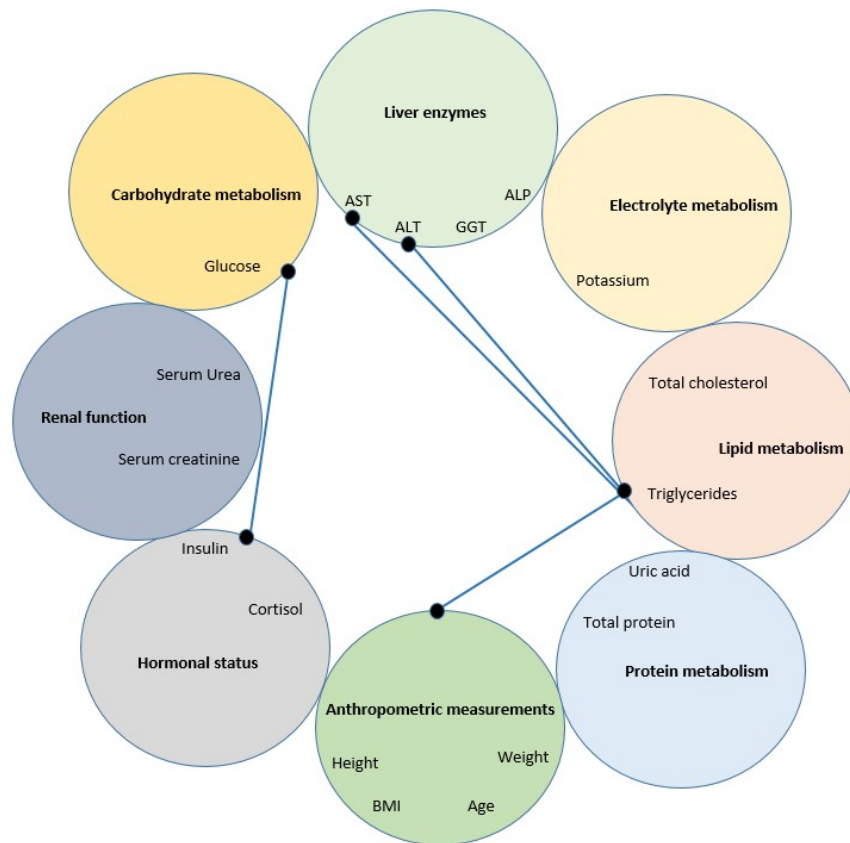 Liver enzymes
AST
ALT
GGT
ALP
Electrolyte metabolism
Potassium
Total cholesterol
Lipid metabolism
Triglycerides
Uric acid
Total protein
Protein metabolism
Anthropometric measurements
Height
Weight
BMI
Age
Insulin
Cortisol
Hormonal status
Serum Urea
Renal function
Serum creatinine
Carbohydrate metabolism
Glucose